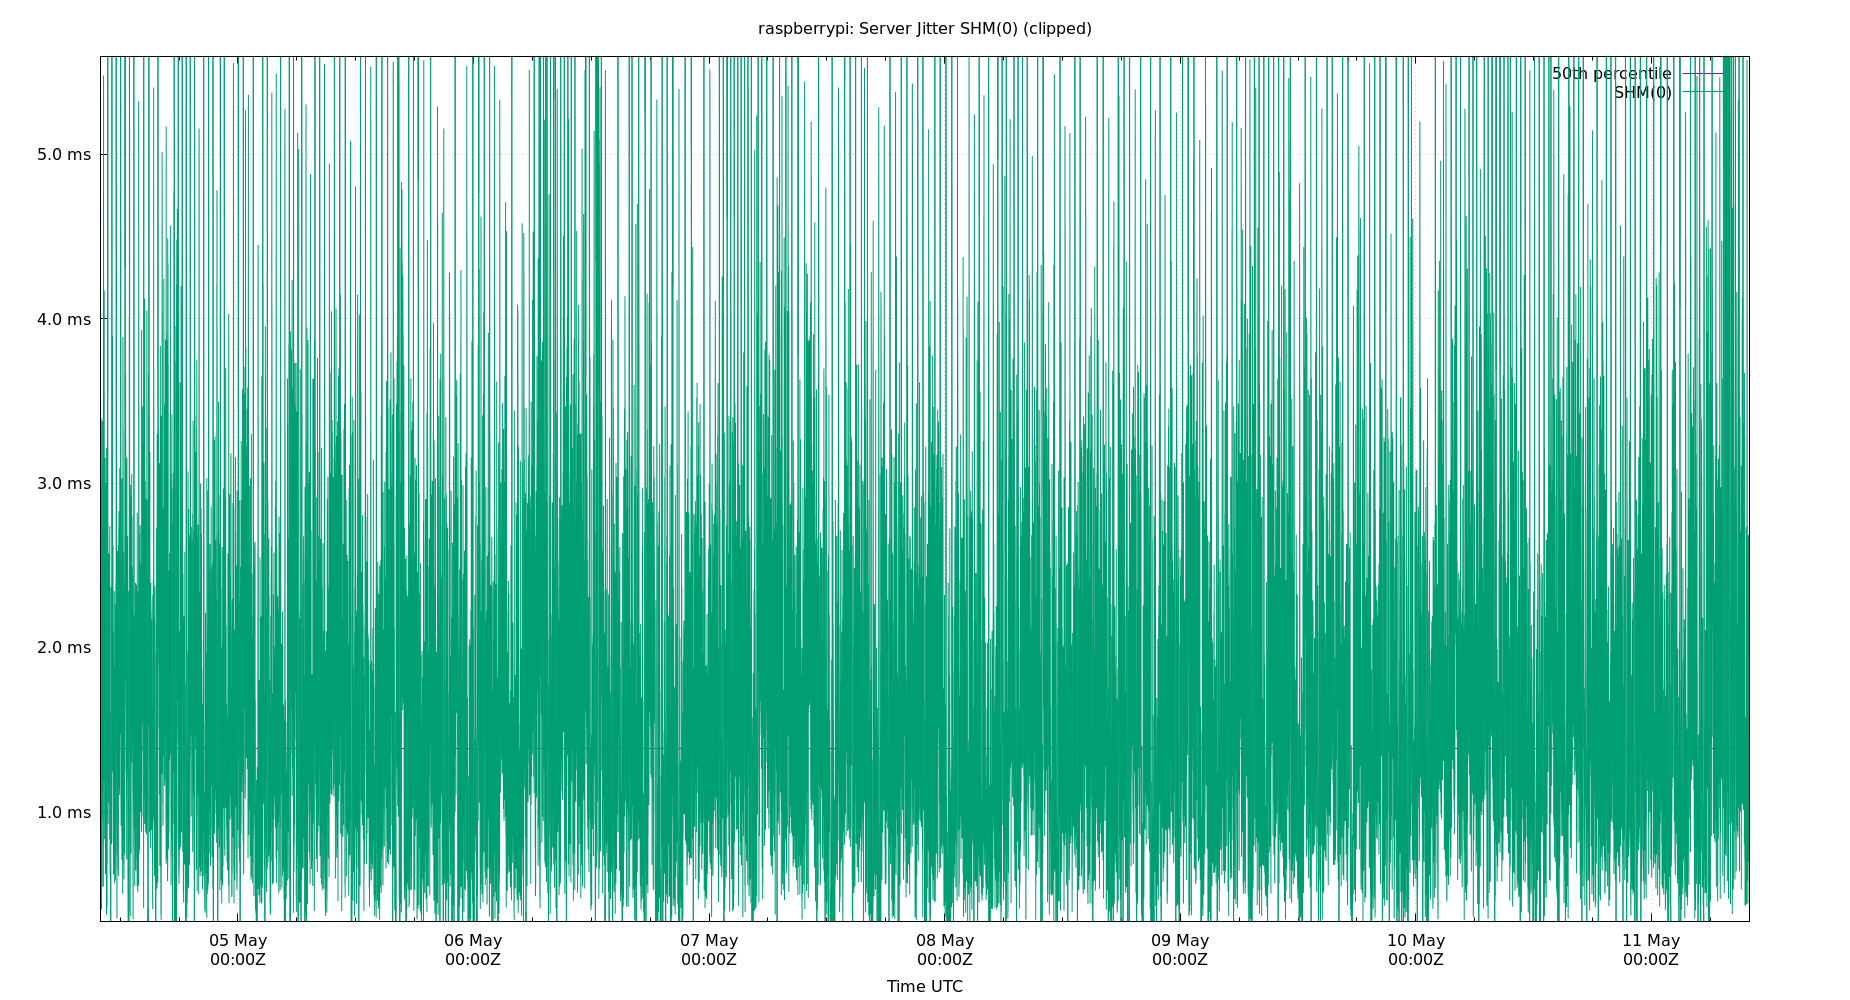 raspberrypi: Server Jitter SHM(0) (clipped)
50th percentile
SHM(0)
5.0 ms
4.0 ms
3.0 ms
2.0 ms
1.0 ms
05 May 06 May 07 May 08 May 09 May 10 May 11 May
00:00Z 00:00Z 00:00Z 00:00Z 00:00Z 00:00Z 00:00Z
Time UTC